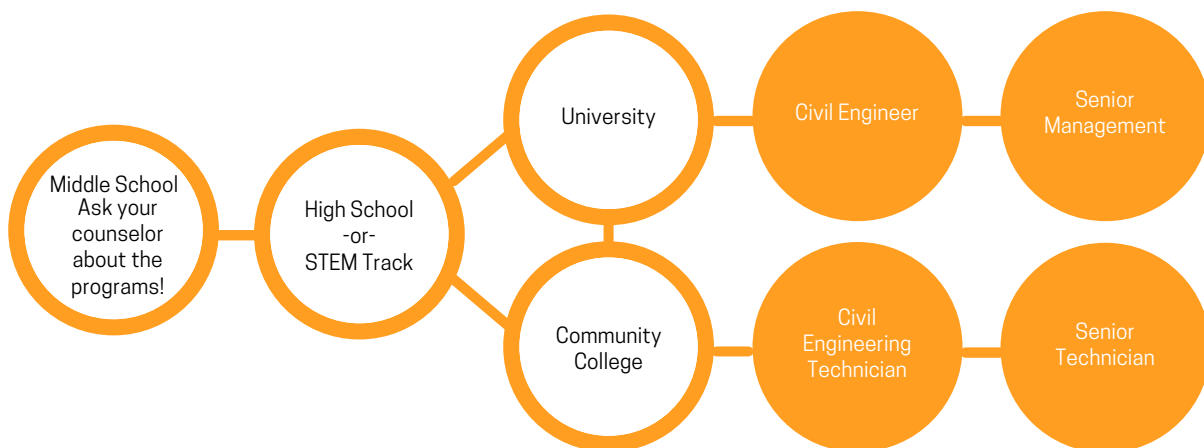 Middle School
Ask your
counselor
about the
programs!
High School
-or-
STEM Track
University
Civil Engineer
Senior
Management
Community
College
Civil
Engineering
Technician
Senior
Technician